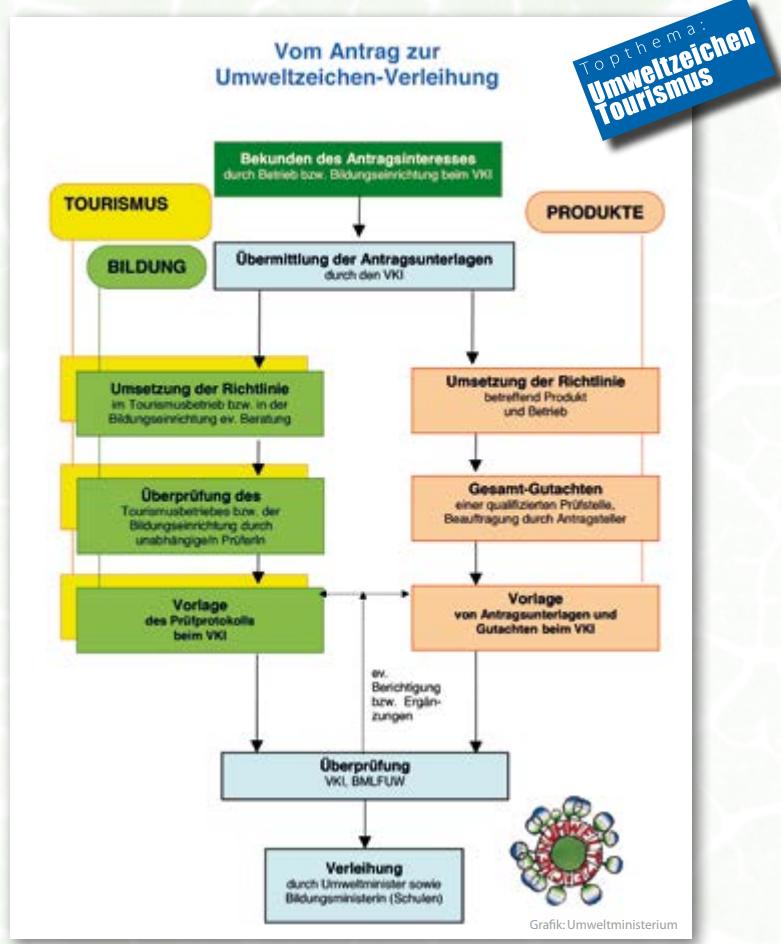 Topthema:
Umweltzeichen
Tourismus
Vom Antrag zur
Umweltzeichen-Verleihung
Bekunden des Antragsinteresses
durch Betrieb bzw. Bildungseinrichtung beim VKI
TOURISMUS
BILDUNG
PRODUKTE
Übermittlung der Antragsunterlagen
durch den VKI
Umsetzung der Richtlinie
im Tourismusbetrieb bzw. in der
Bildungseinrichtung ev. Beratung
Umsetzung der Richtlinie
betreffend Produkt
und Betrieb
Überprüfung des
Tourismusbetriebes bzw. der
Bildungseinrichtung durch
unabhängigeIn PrüferIn
Gesamt-Gutachten
einer qualifizierten Prüfstelle,
Beauftragung durch Antragsteller
Vorlage
des Prüfprotokolls
beim VKI
Vorlage
von Antragsunterlagen und
Gutachten beim VKI
ev.
Berichtigung
bzw. Ergän-
zungen
Überprüfung
VKI, BMLFUW
Verleihung
durch Umweltminister sowie
Bildungsministerin (Schulen)
UMWELTZEICHEN
Grafik: Umweltministerium